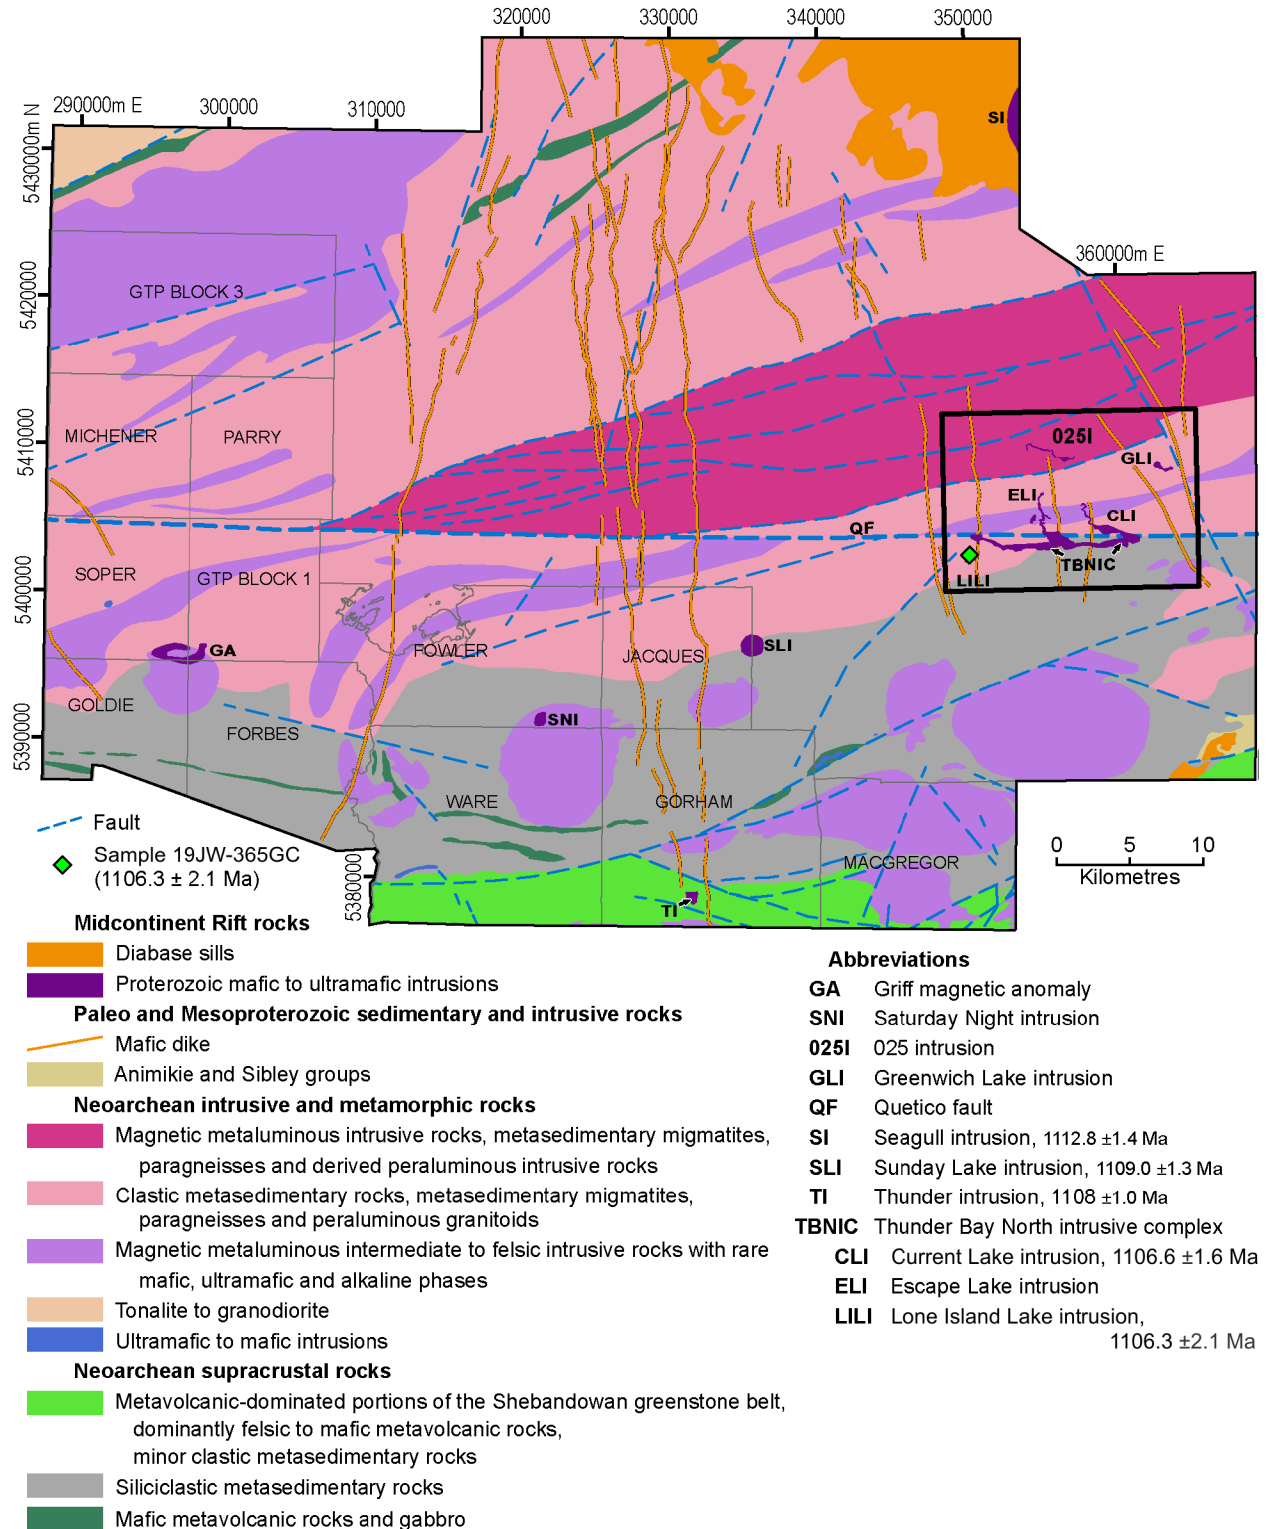 320000
330000
340000
350000
290000m E
300000
310000
5430000m N
SI
360000m E
5420000
GTP BLOCK 3
5410000
MICHENER
PARRY
025I
GLI
ELI
CLI
QF
TBNIC
5400000
SOPER
GTP BLOCK 1
LILI
GA
FOWLER
JACQUES
SLI
GOLDIE
5390000
SNI
FORBES
WARE
GORHAM
MACGREGOR
5380000
TI
0
5
10
Kilometres
Fault
Sample 19JW-365GC
(1106.3 ± 2.1 Ma)
Midcontinent Rift rocks
Diabase sills
Proterozoic mafic to ultramafic intrusions
Paleo and Mesoproterozoic sedimentary and intrusive rocks
Mafic dike
Animikie and Sibley groups
Neoarchean intrusive and metamorphic rocks
Magnetic metaluminous intrusive rocks, metasedimentary migmatites,
paragneisses and derived peraluminous intrusive rocks
Clastic metasedimentary rocks, metasedimentary migmatites,
paragneisses and peraluminous granitoids
Magnetic metaluminous intermediate to felsic intrusive rocks with rare
mafic, ultramafic and alkaline phases
Tonalite to granodiorite
Ultramafic to mafic intrusions
Neoarchean supracrustal rocks
Metavolcanic-dominated portions of the Shebandowan greenstone belt,
dominantly felsic to mafic metavolcanic rocks,
minor clastic metasedimentary rocks
Siliciclastic metasedimentary rocks
Mafic metavolcanic rocks and gabbro
Abbreviations
GA Griff magnetic anomaly
SNI Saturday Night intrusion
025I 025 intrusion
GLI Greenwich Lake intrusion
QF Quetico fault
SI Seagull intrusion, 1112.8 ±1.4 Ma
SLI Sunday Lake intrusion, 1109.0 ±1.3 Ma
TI Thunder intrusion, 1108 ±1.0 Ma
TBNIC Thunder Bay North intrusive complex
CLI Current Lake intrusion, 1106.6 ±1.6 Ma
ELI Escape Lake intrusion
LILI Lone Island Lake intrusion,
1106.3 ±2.1 Ma